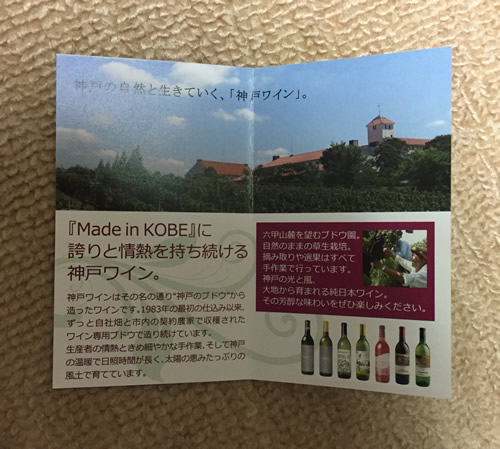 神戸の自然と生きていく、「神戸ワイン」。
『Made in KOBE』に
誇りと情熱を持ち続ける
神戸ワイン。
神戸ワインはその名の通り"神戸のブドウ"から
造ったワインです。1983年の最初の仕込み以来、
ずっと自社畑と市内の契約農家で収穫された
ワイン専用ブドウで造り続けています。
生産者の情熱ときめ細やかな手作業、そして神戸
の温暖で日照時間が長く、太陽の恵みたっぷりの
風土で育てています。
六甲山麓を望むブドウ園。
自然のままの草生栽培。
摘み取りや選果はすべて
手作業で行っています。
神戸の光と風、
大地から育まれる純日本ワイン。
その芳醇な味わいをぜひ楽しみください。